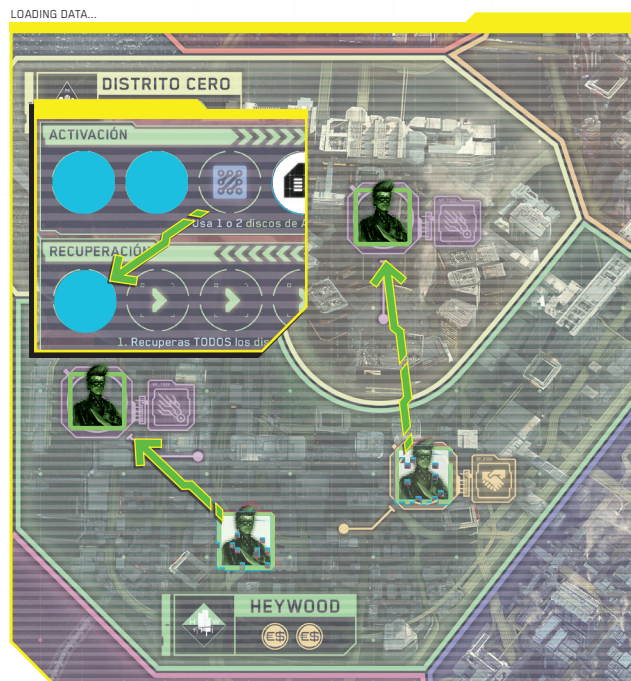 LOADING DATA...
DISTRITO CERO
ACTIVACIÓN
Usa 1 o 2 discos de A
RECUPERACIÓN
1. Recuperas TODOS los dis
HEYWOOD
€$ €$